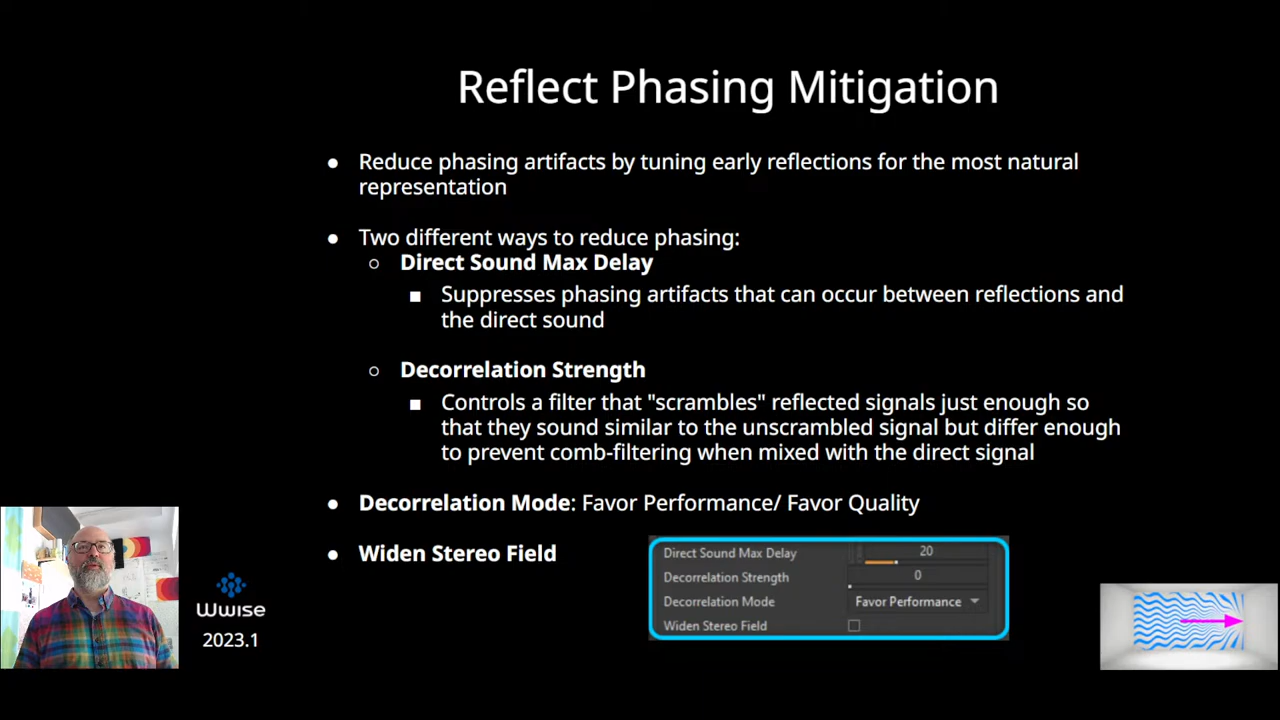 Reflect Phasing Mitigation
● Reduce phasing artifacts by tuning early reflections for the most natural
representation
● Two different ways to reduce phasing:
○ Direct Sound Max Delay
■ Suppresses phasing artifacts that can occur between reflections and
the direct sound
○ Decorrelation Strength
■ Controls a filter that "scrambles" reflected signals just enough so
that they sound similar to the unscrambled signal but differ enough
to prevent comb-filtering when mixed with the direct signal
● Decorrelation Mode: Favor Performance/ Favor Quality
● Widen Stereo Field
Direct Sound Max Delay 20
Decorrelation Strength 0
Decorrelation Mode Favor Performance
Widen Stereo Field
Wwise
2023.1